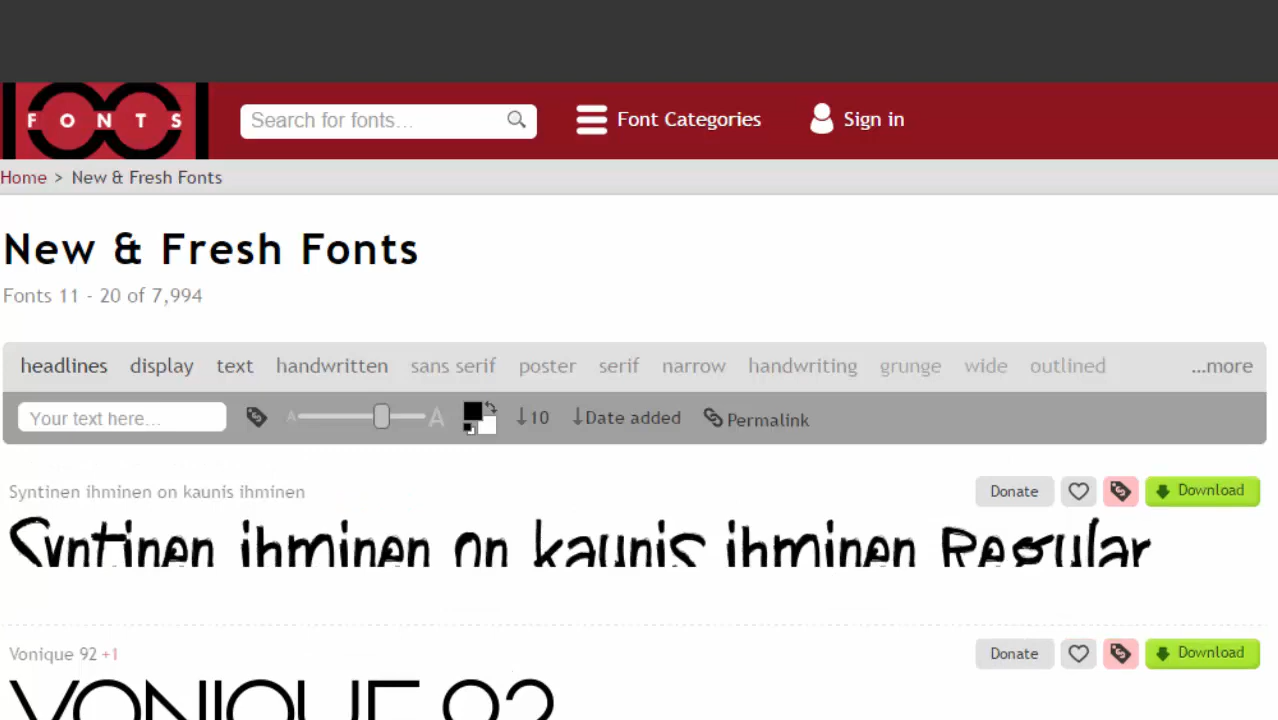 FONTS
Search for fonts...
Font Categories
Sign in
Home > New & Fresh Fonts
New & Fresh Fonts
Fonts 11 - 20 of 7,994
headlines display text handwritten sans serif poster serif narrow handwriting grunge wide outlined ...more
Your text here... A A ↓10 ↓Date added Permalink
Syntinen ihminen on kaunis ihminen Donate Download
Syntinen ihminen on kaunis ihminen Regular
Vonique 92 +1 Donate Download
VONIQUE 92